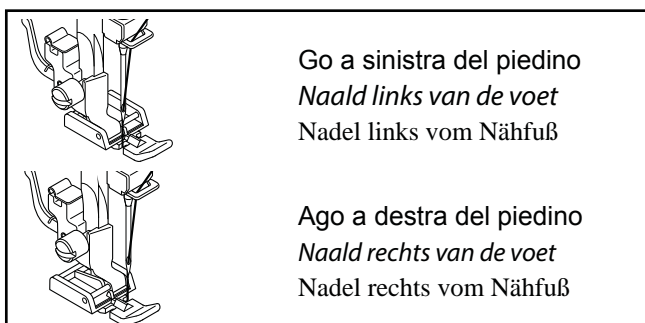 Go a sinistra del piedino
Naald links van de voet
Nadel links vom Nähfuß
Ago a destra del piedino
Naald rechts van de voet
Nadel rechts vom Nähfuß